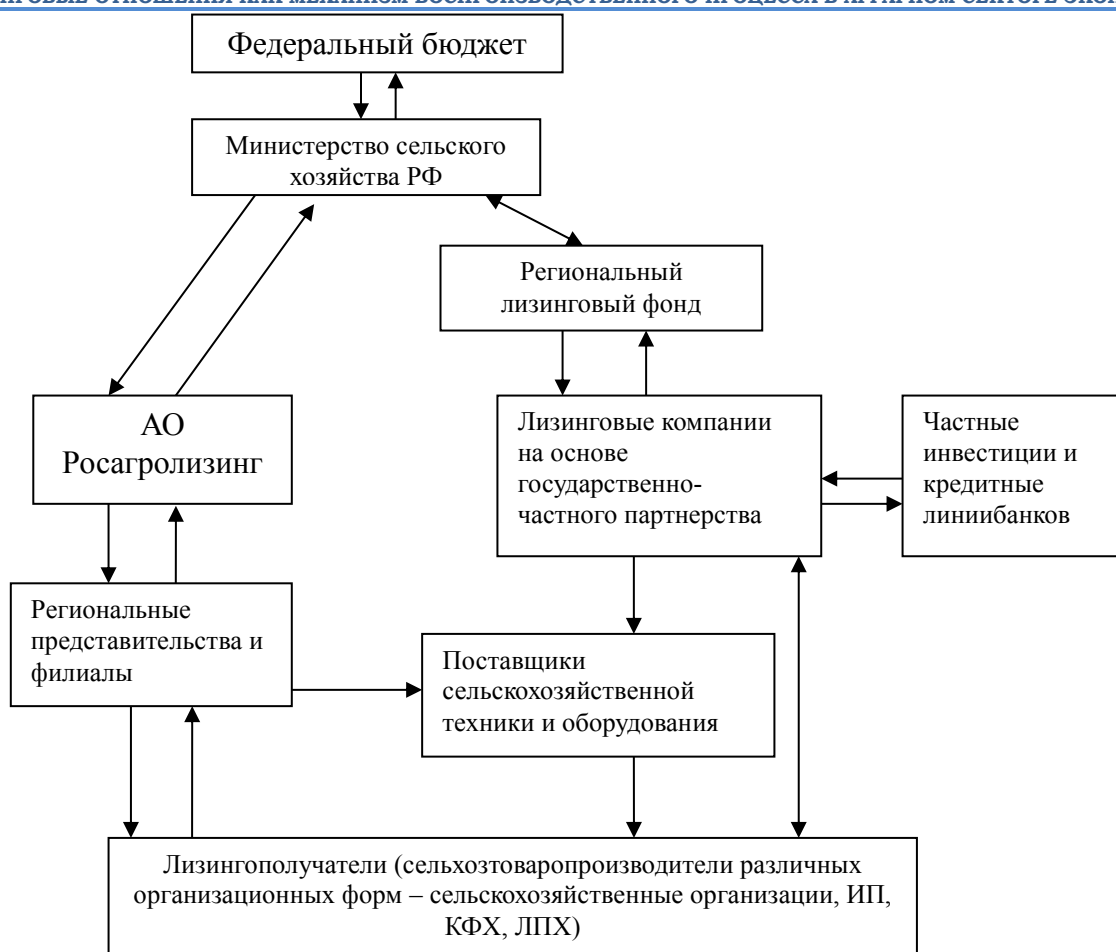 Федеральный бюджет
Министерство сельского
хозяйства РФ
Региональный
лизинговый фонд
АО
Росагролизинг
Лизинговые компании
на основе
государственно-
частного партнерства
Частные
инвестиции и
кредитные
линиибанков
Региональные
представительства и
филиалы
Поставщики
сельскохозяйственной
техники и оборудования
Лизингополучатели (сельхозтоваропроизводители различных
организационных форм – сельскохозяйственные организации, ИП,
КФХ, ЛПХ)